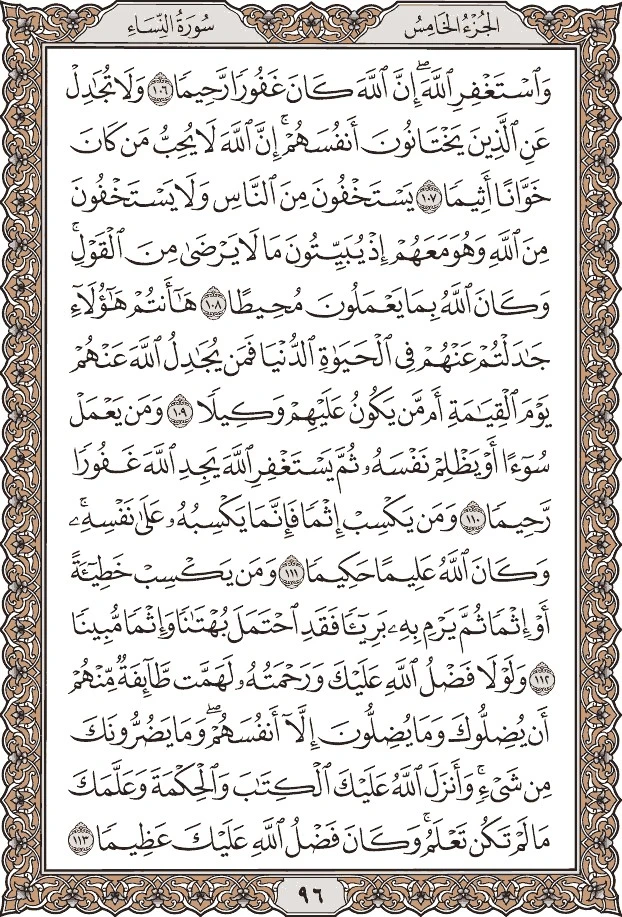 الجُزْءُ الخَامِسُ
سُورَةُ النِّسَاءِ
وَٱسْتَغْفِرِ ٱللَّهَۖ إِنَّ ٱللَّهَ كَانَ غَفُورًا رَّحِيمًا ١٠٦ وَلَا تُجَٰدِلْ
عَنِ ٱلَّذِينَ يَخْتَانُونَ أَنفُسَهُمْۚ إِنَّ ٱللَّهَ لَا يُحِبُّ مَن كَانَ
خَوَّانًا أَثِيمًا ١٠٧ يَسْتَخْفُونَ مِنَ ٱلنَّاسِ وَلَا يَسْتَخْفُونَ
مِنَ ٱللَّهِ وَهُوَ مَعَهُمْ إِذْ يُبَيِّتُونَ مَا لَا يَرْضَىٰ مِنَ ٱلْقَوْلِۚ
وَكَانَ ٱللَّهُ بِمَا يَعْمَلُونَ مُحِيطًا ١٠٨ هَٰٓأَنتُمْ هَٰٓؤُلَآءِ
جَٰدَلْتُمْ عَنْهُمْ فِي ٱلْحَيَوٰةِ ٱلدُّنْيَا فَمَن يُجَٰدِلُ ٱللَّهَ عَنْهُمْ
يَوْمَ ٱلْقِيَٰمَةِ أَم مَّن يَكُونُ عَلَيْهِمْ وَكِيلًا ١٠٩ وَمَن يَعْمَلْ
سُوٓءًا أَوْ يَظْلِمْ نَفْسَهُۥ ثُمَّ يَسْتَغْفِرِ ٱللَّهَ يَجِدِ ٱللَّهَ غَفُورًا
رَّحِيمًا ١١٠ وَمَن يَكْسِبْ إِثْمًا فَإِنَّمَا يَكْسِبُهُۥ عَلَىٰ نَفْسِهِۦۚ
وَكَانَ ٱللَّهُ عَلِيمًا حَكِيمًا ١١١ وَمَن يَكْسِبْ خَطِيٓـَٔةً
أَوْ إِثْمًا ثُمَّ يَرْمِ بِهِۦ بَرِيٓـًٔا فَقَدِ ٱحْتَمَلَ بُهْتَٰنًا وَإِثْمًا مُّبِينًا
١١٢ وَلَوْلَا فَضْلُ ٱللَّهِ عَلَيْكَ وَرَحْمَتُهُۥ لَهَمَّت طَّآئِفَةٌ مِّنْهُمْ
أَن يُضِلُّوكَ وَمَا يُضِلُّونَ إِلَّآ أَنفُسَهُمْۖ وَمَا يَضُرُّونَكَ
مِن شَيْءٍۚ وَأَنزَلَ ٱللَّهُ عَلَيْكَ ٱلْكِتَٰبَ وَٱلْحِكْمَةَ وَعَلَّمَكَ
مَا لَمْ تَكُن تَعْلَمُۚ وَكَانَ فَضْلُ ٱللَّهِ عَلَيْكَ عَظِيمًا ١١٣
٩٦